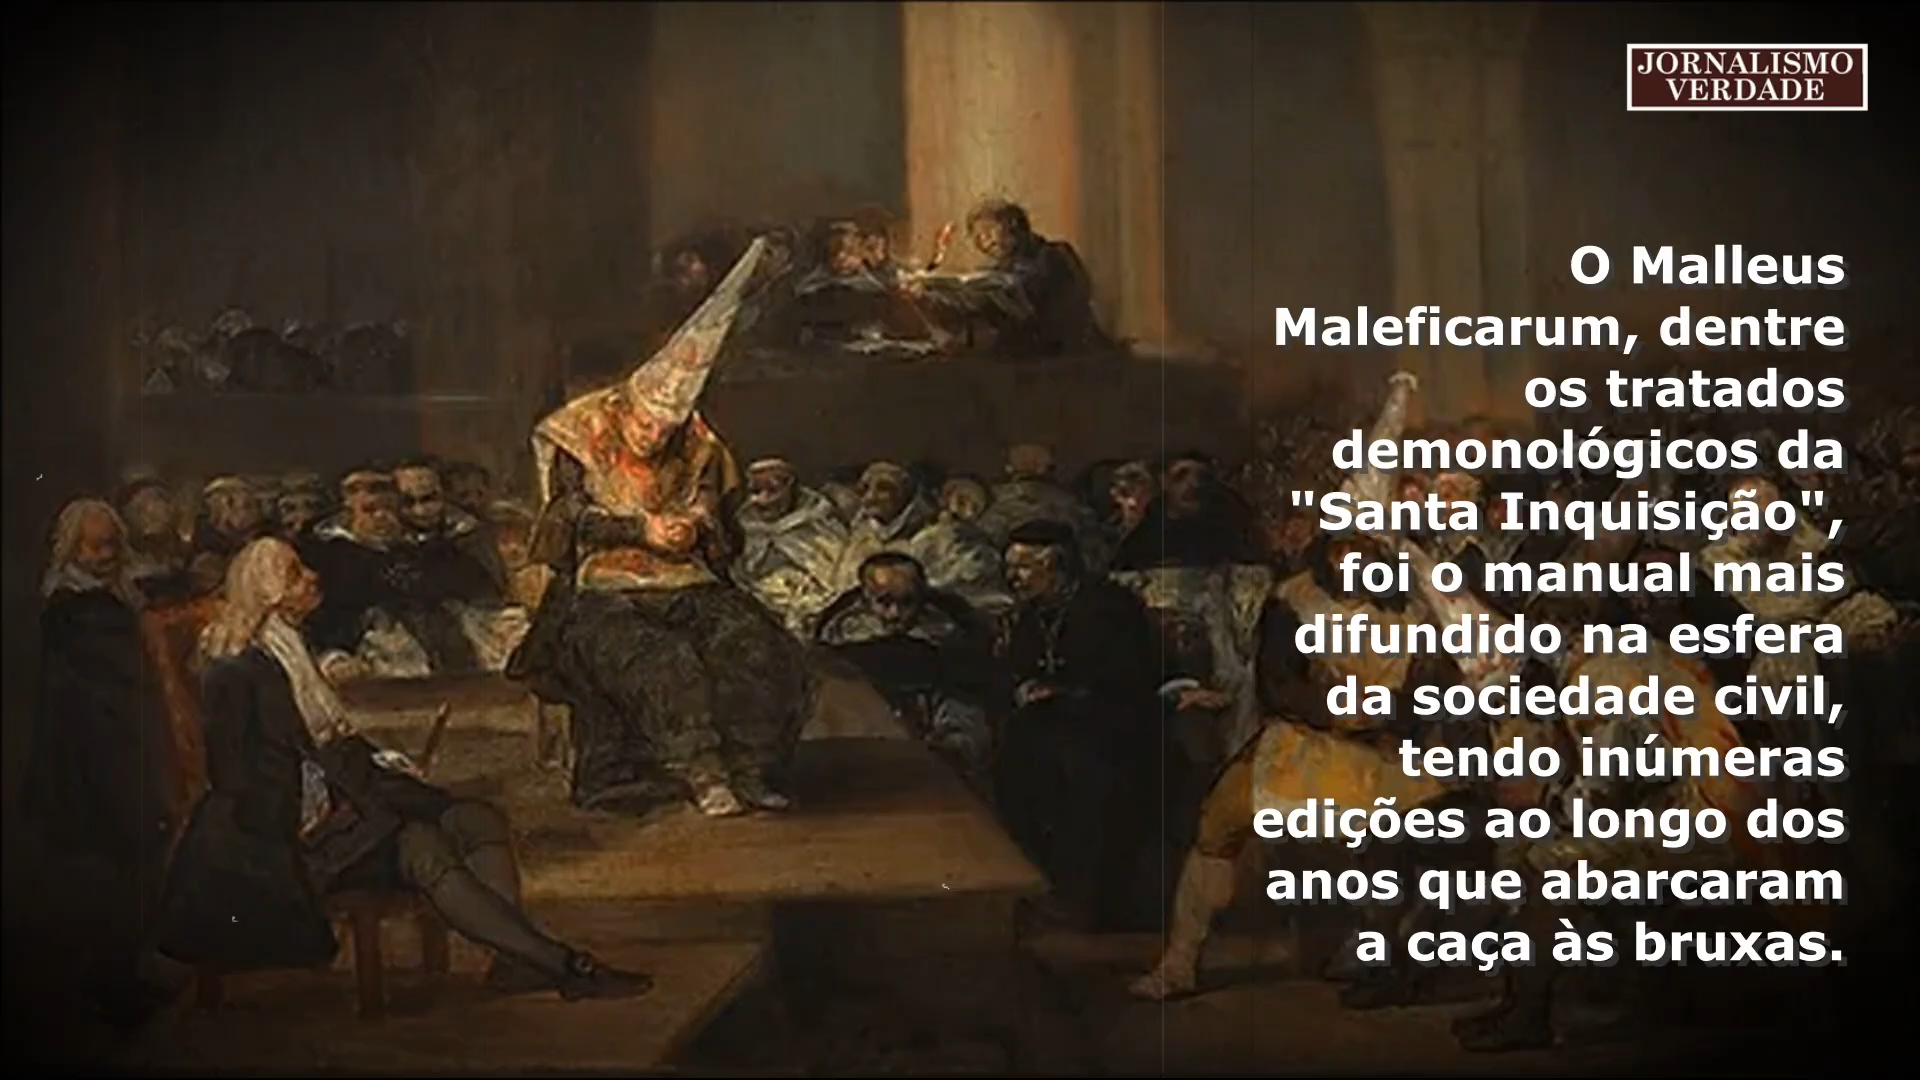 JORNALISMO
VERDADE
O Malleus
Maleficarum, dentre
os tratados
demonológicos da
"Santa Inquisição",
foi o manual mais
difundido na esfera
da sociedade civil,
tendo inúmeras
edições ao longo dos
anos que abarcaram
a caça às bruxas.